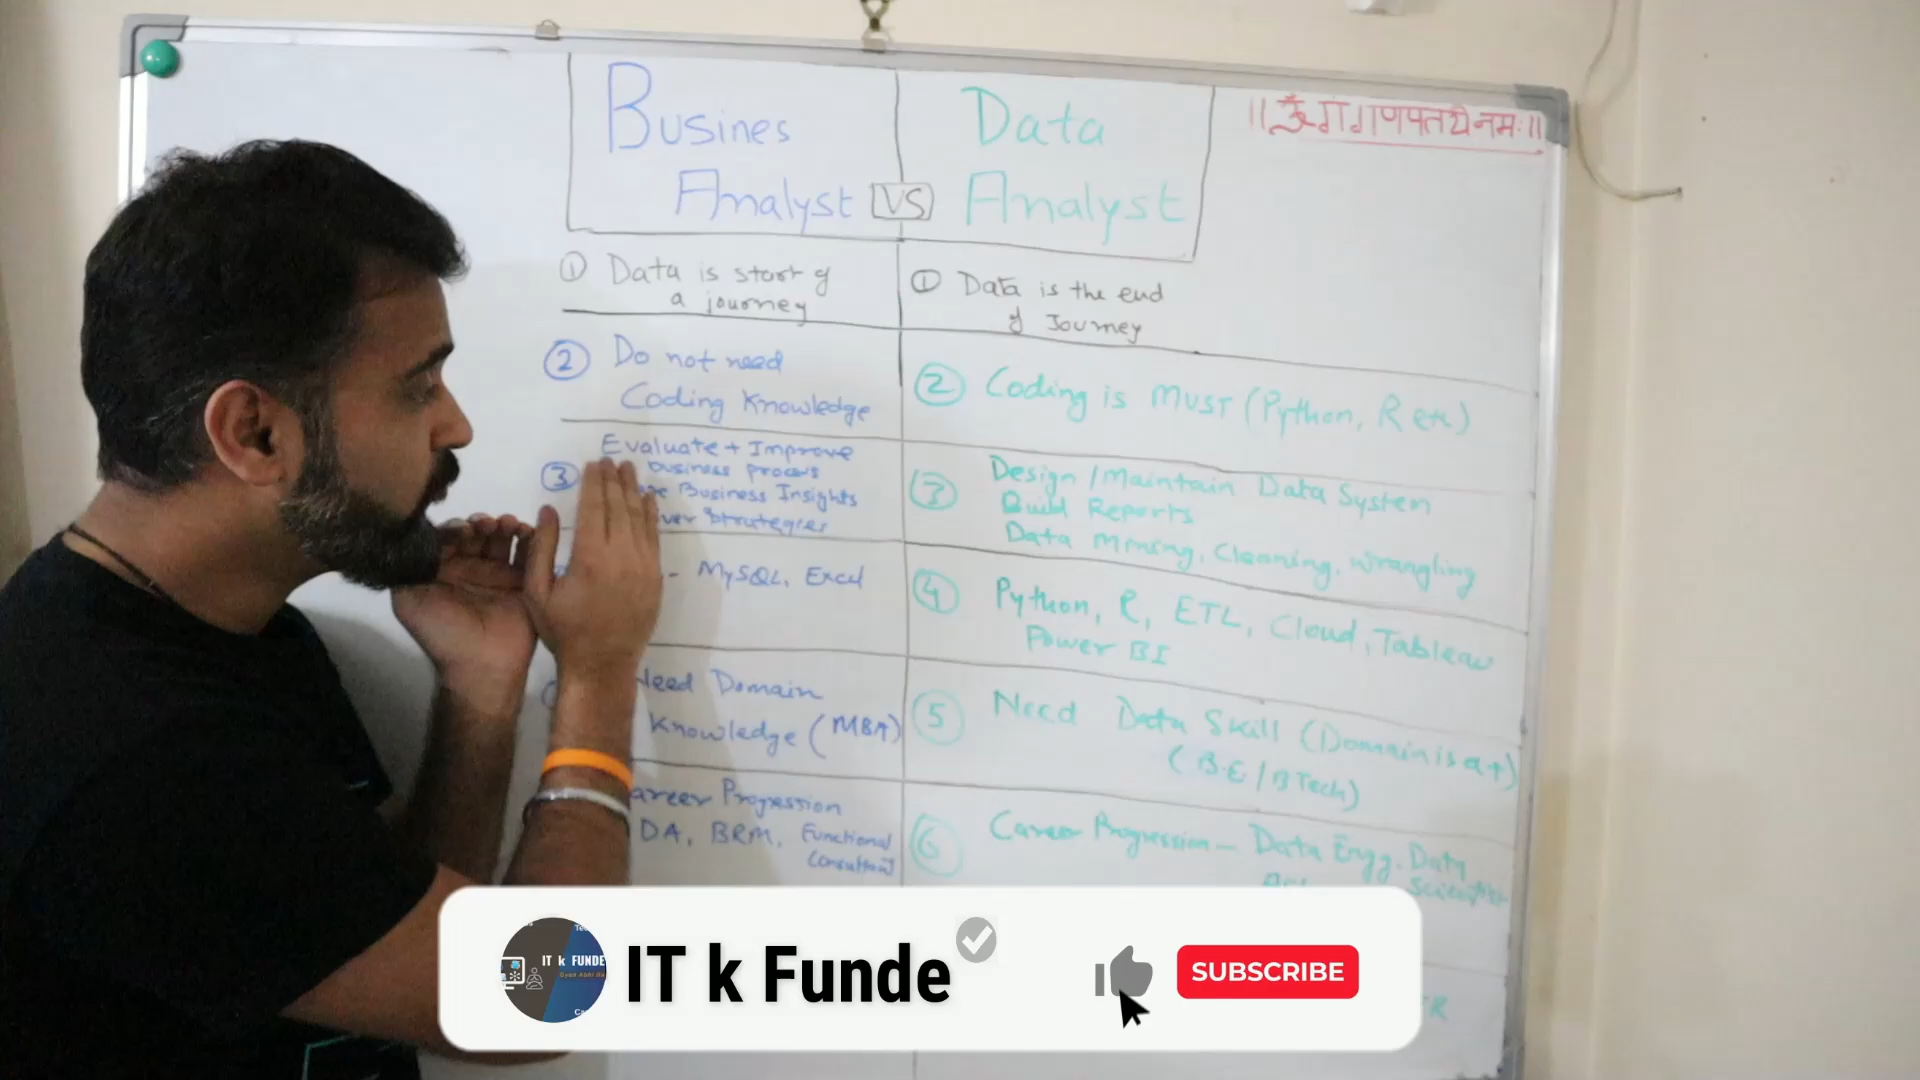 Busines
Analyst
VS
Data
Analyst
॥ ॐ गं गणपतये नमः ॥
① Data is start of
a journey
① Data is the end
of Journey
② Do not need
Coding Knowledge
② Coding is MUST (Python, R etc)
③ Evaluate + Improve
business process
Business Insights
Strategies
③ Design / Maintain Data System
Build Reports
Data Mining, Cleaning, Wrangling
- MySQL, Excel
④ Python, R, ETL, Cloud, Tableau
Power BI
Need Domain
Knowledge (MBA)
⑤ Need Data Skill (Domain is a +)
(B.E / B Tech)
Career Progression
DA, BRM, Functional
Consultant
⑥ Career Progression - Data Engg. Data
Scientist
IT k FUNDE
IT k Funde
SUBSCRIBE